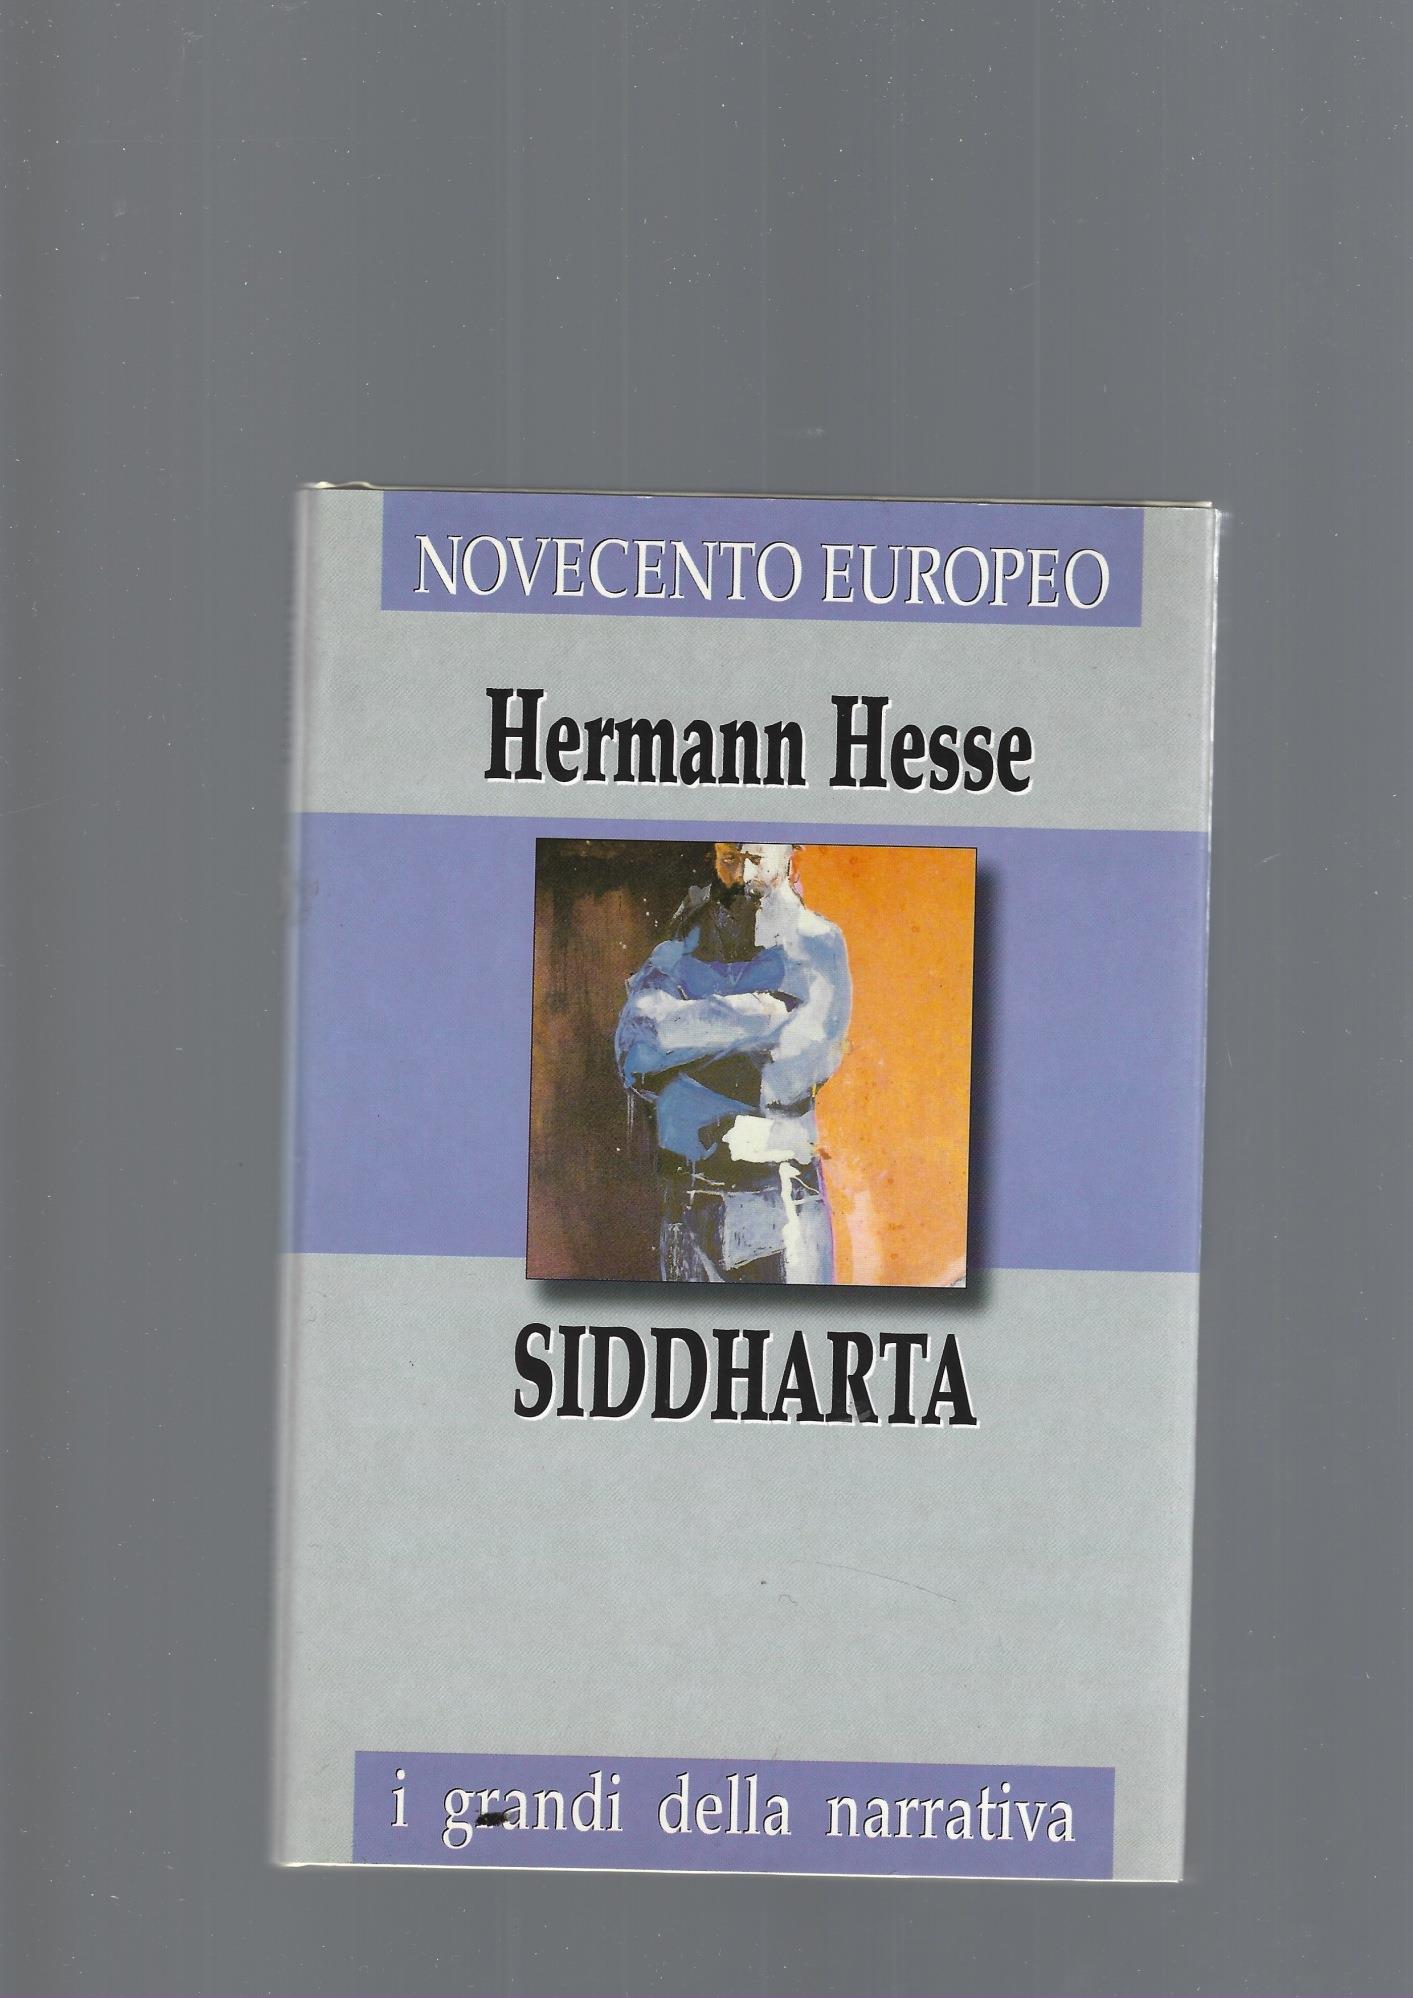 NOVECENTO EUROPEO
Hermann Hesse
SIDDHARTA
i grandi della narrativa